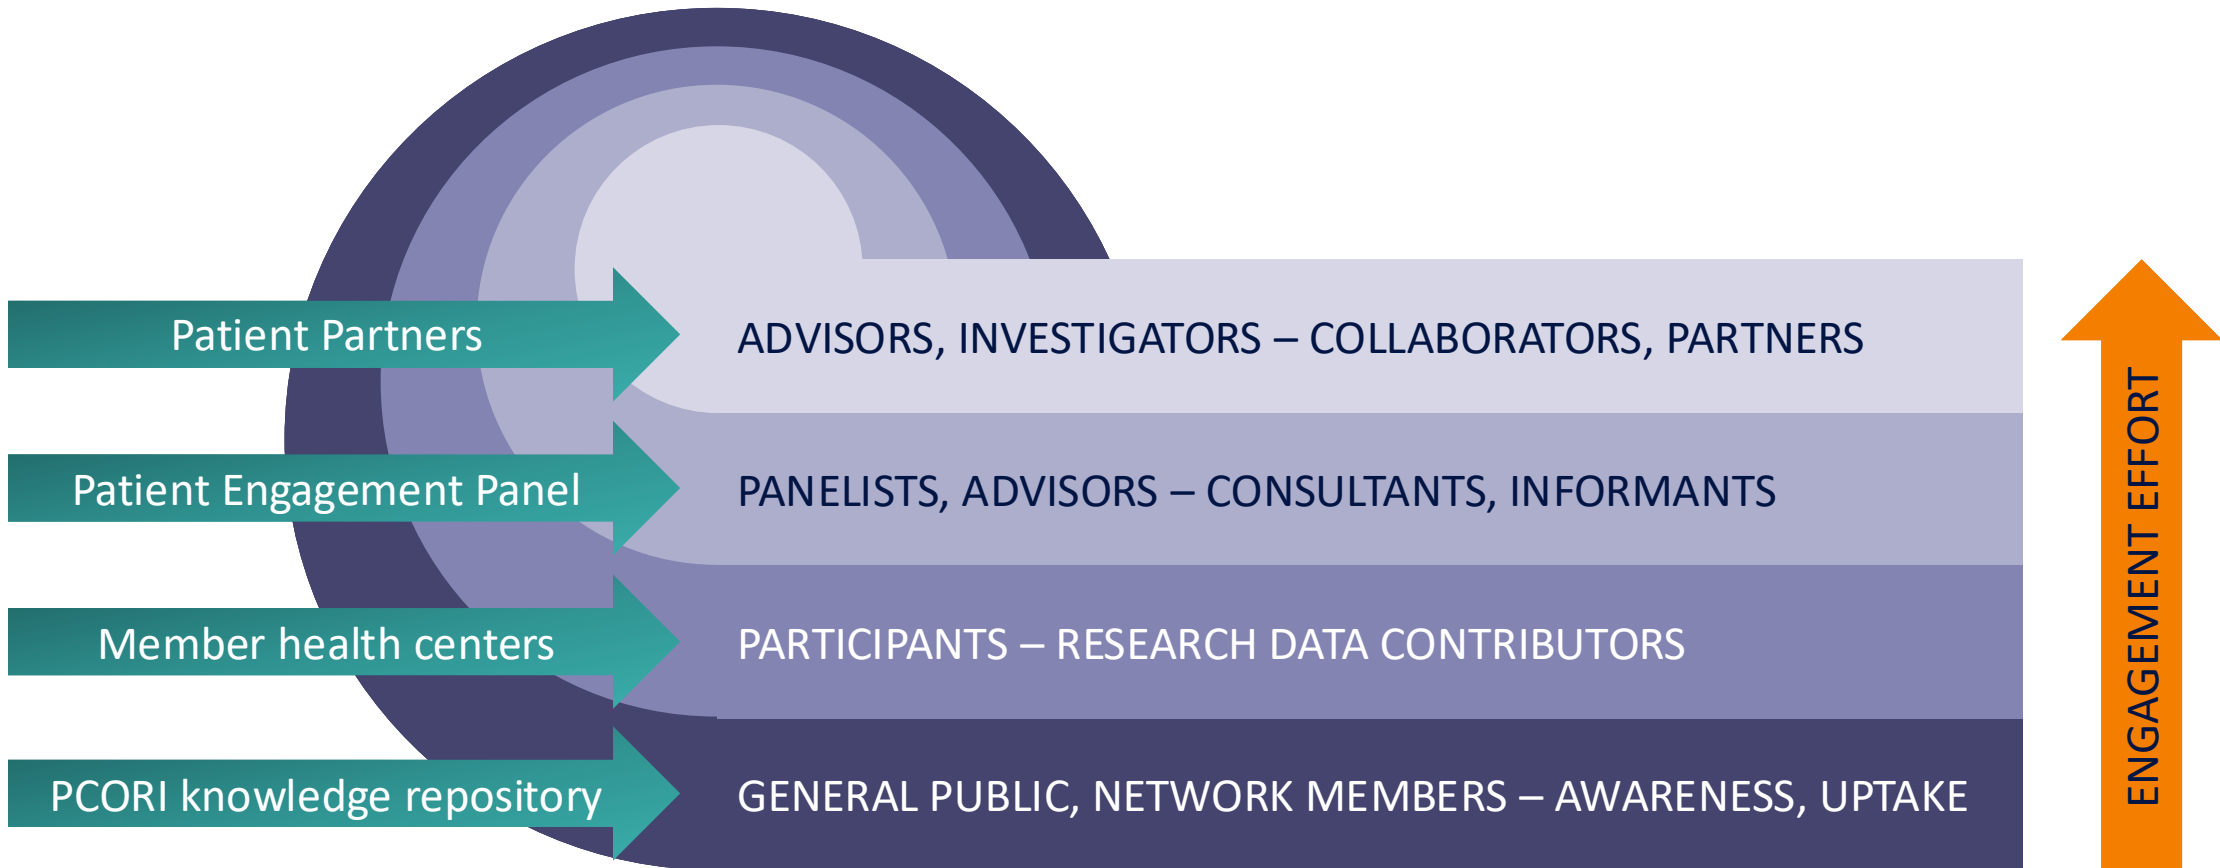 Patient Partners
ADVISORS, INVESTIGATORS – COLLABORATORS, PARTNERS
Patient Engagement Panel
PANELISTS, ADVISORS – CONSULTANTS, INFORMANTS
Member health centers
PARTICIPANTS – RESEARCH DATA CONTRIBUTORS
PCORI knowledge repository
GENERAL PUBLIC, NETWORK MEMBERS – AWARENESS, UPTAKE
ENGAGEMENT EFFORT